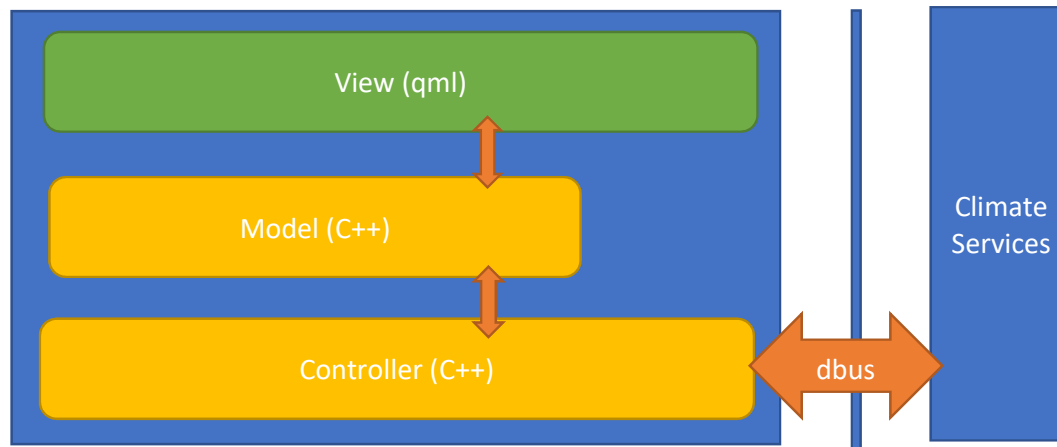 View (qml)
Model (C++)
Climate
Services
Controller (C++)
dbus